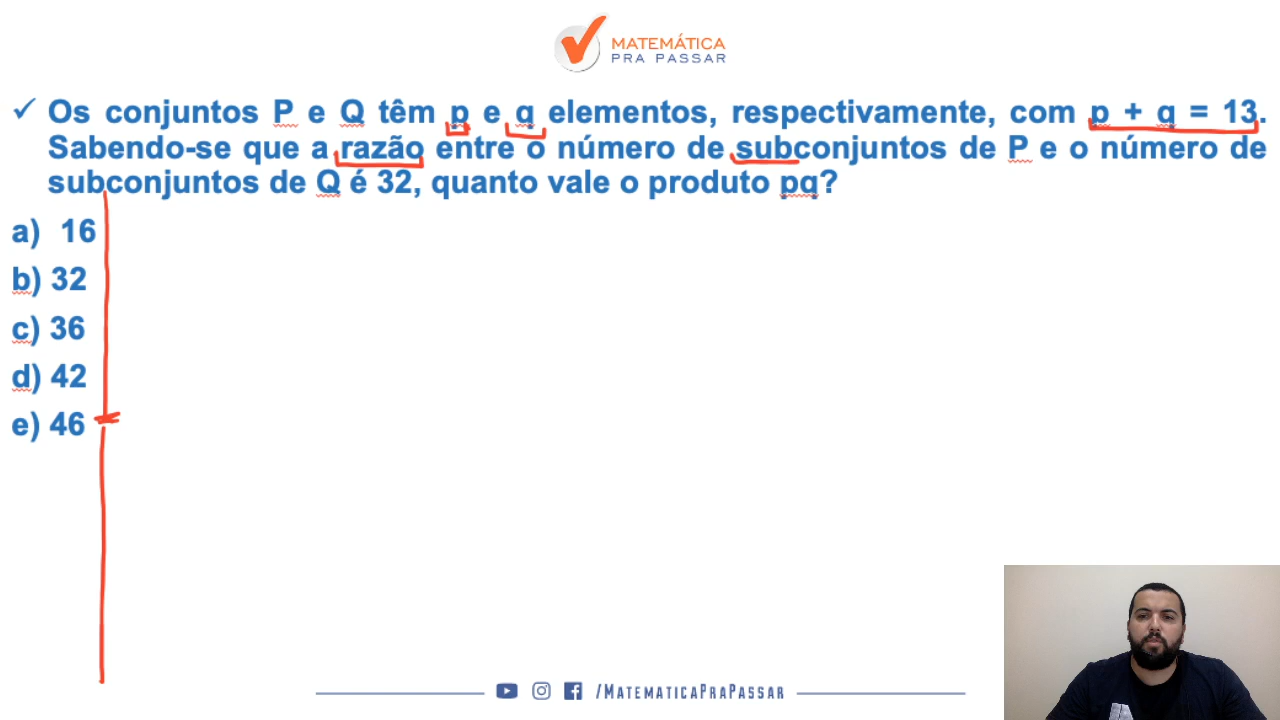 MATEMÁTICA
PRA PASSAR
✓ Os conjuntos P e Q têm p e q elementos, respectivamente, com p + q = 13.
Sabendo-se que a razão entre o número de subconjuntos de P e o número de
subconjuntos de Q é 32, quanto vale o produto pq?
a) 16
b) 32
c) 36
d) 42
e) 46
/MATEMATICAPRAPASSAR